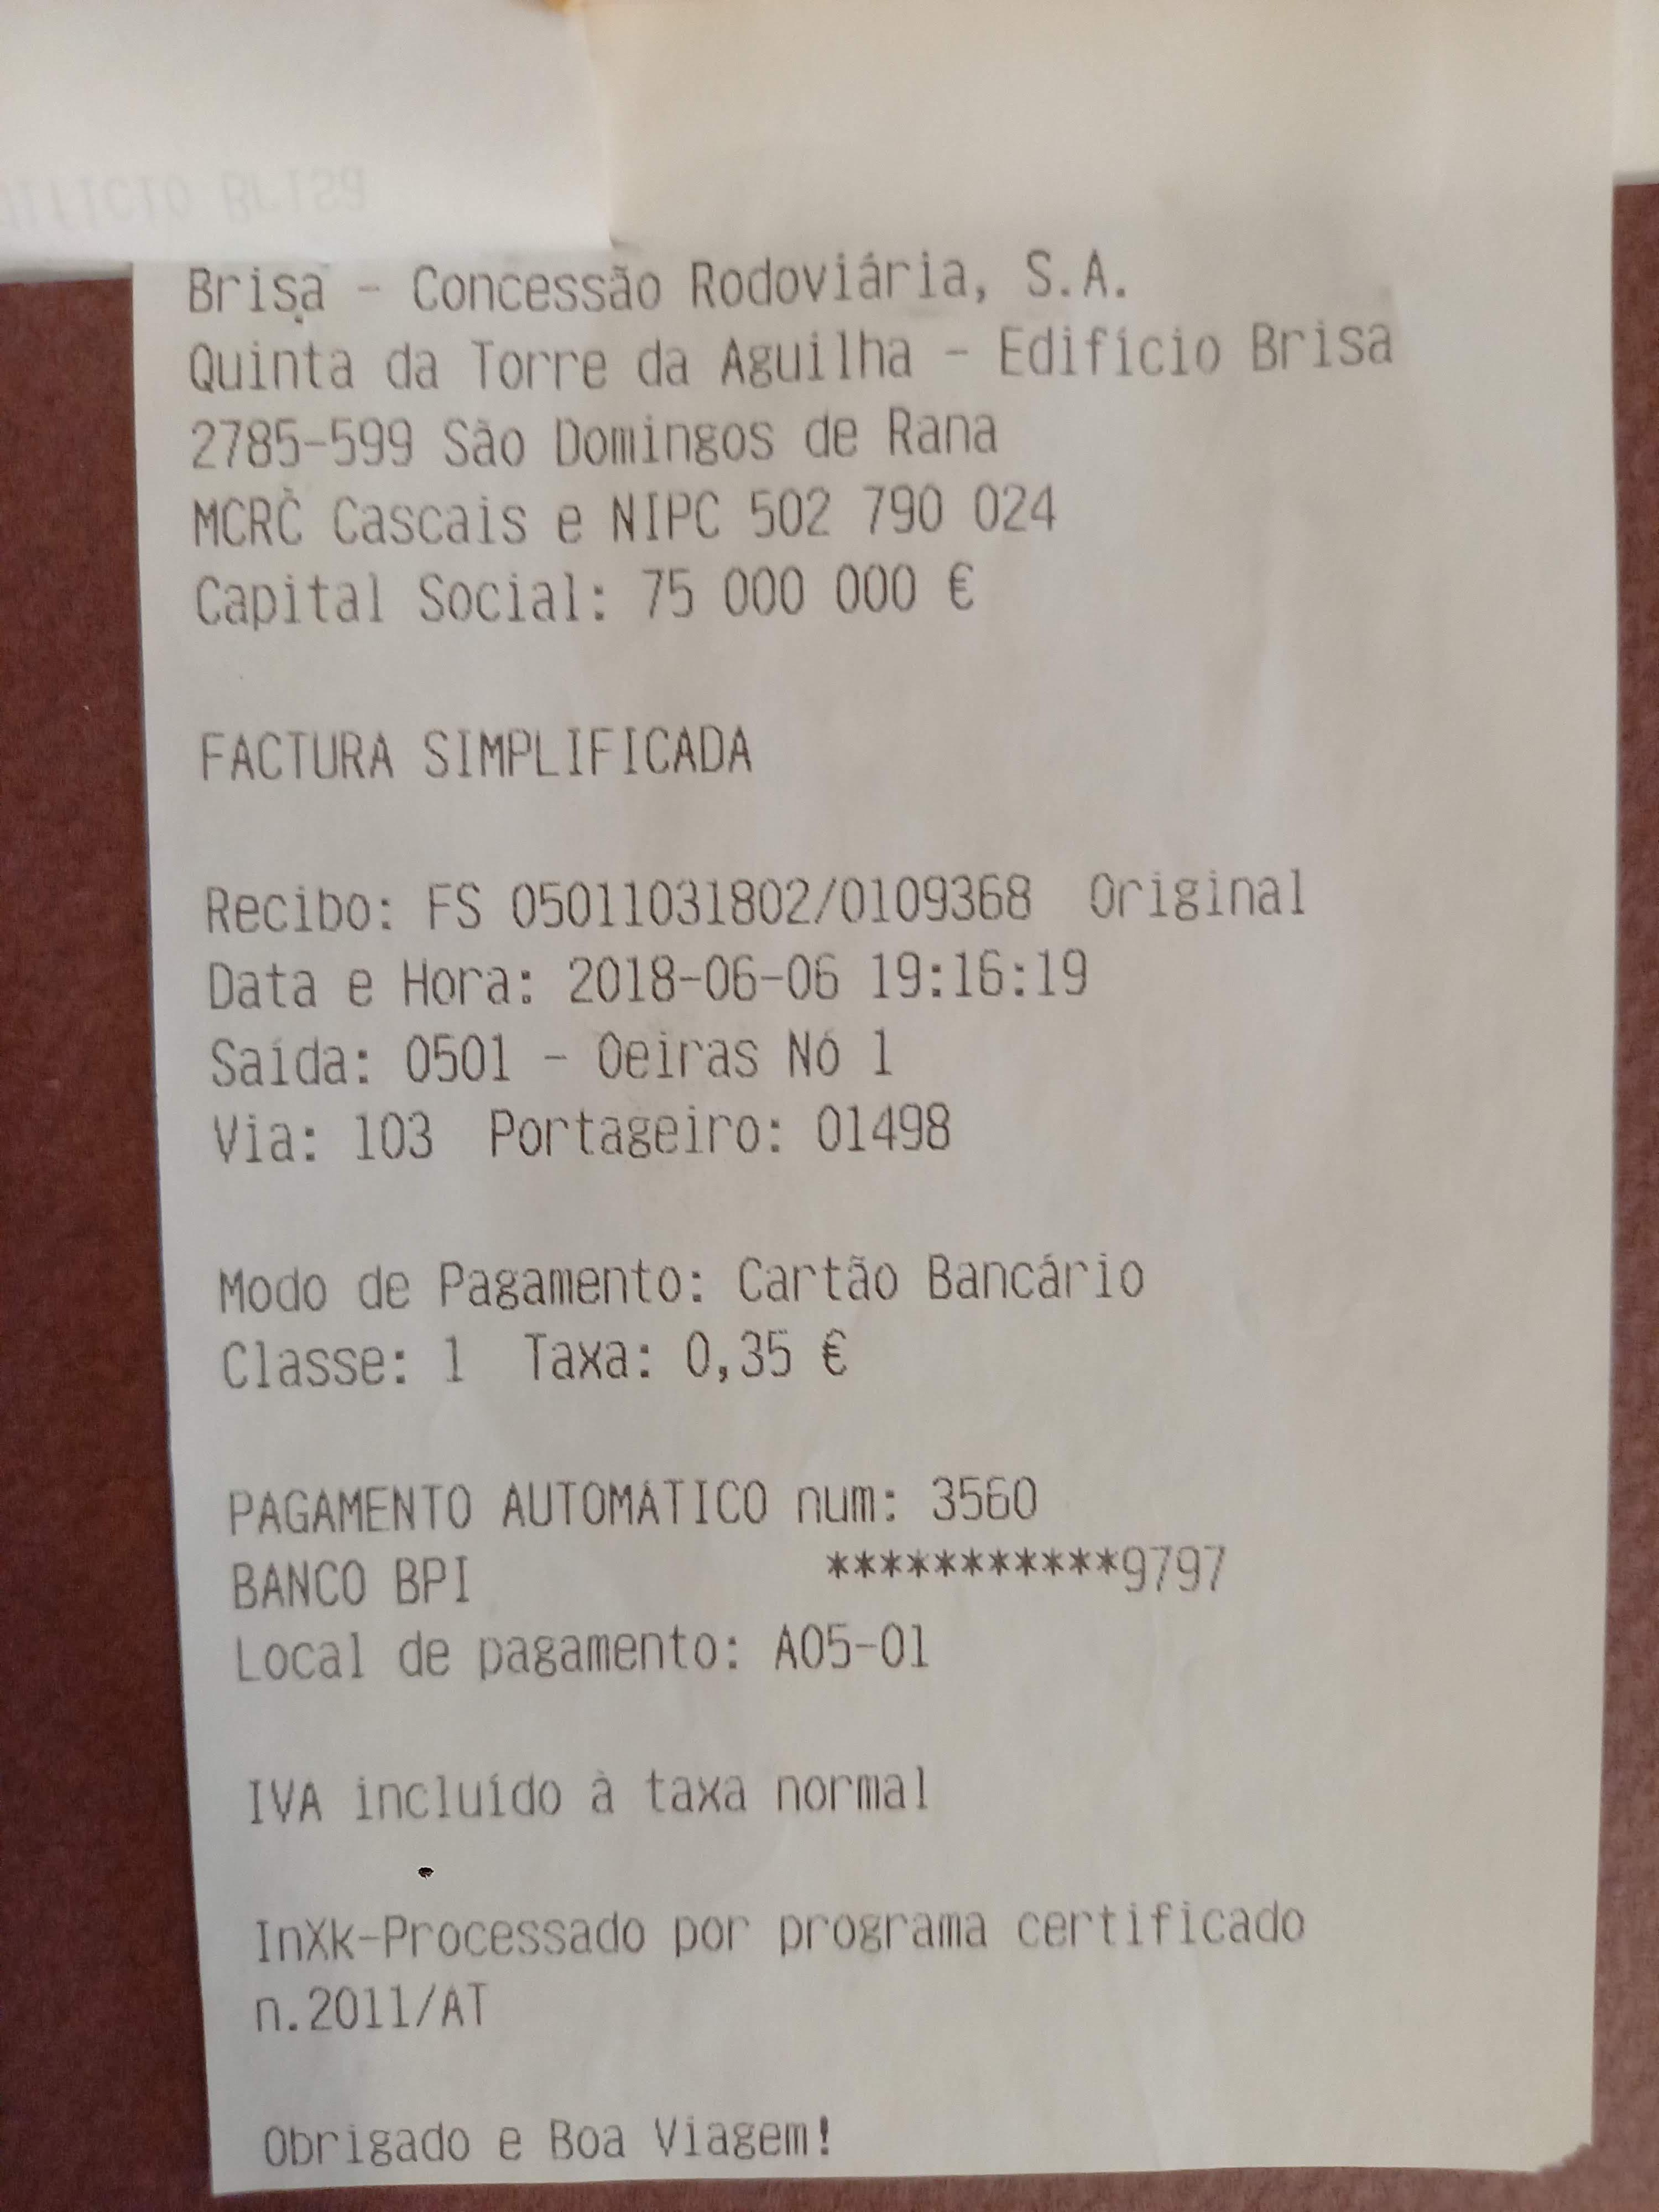 difício Brisa
Brisa - Concessão Rodoviária, S.A.
Quinta da Torre da Aguilha - Edifício Brisa
2785-599 São Domingos de Rana
MCRC Cascais e NIPC 502 790 024
Capital Social: 75 000 000 €
FACTURA SIMPLIFICADA
Recibo: FS 05011031802/0109368 Original
Data e Hora: 2018-06-06 19:16:19
Saída: 0501 - Oeiras Nó 1
Via: 103 Portageiro: 01498
Modo de Pagamento: Cartão Bancário
Classe: 1 Taxa: 0,35 €
PAGAMENTO AUTOMÁTICO num: 3560
BANCO BPI ***********9797
Local de pagamento: A05-01
IVA incluído à taxa normal
InXk-Processado por programa certificado
n.2011/AT
Obrigado e Boa Viagem!